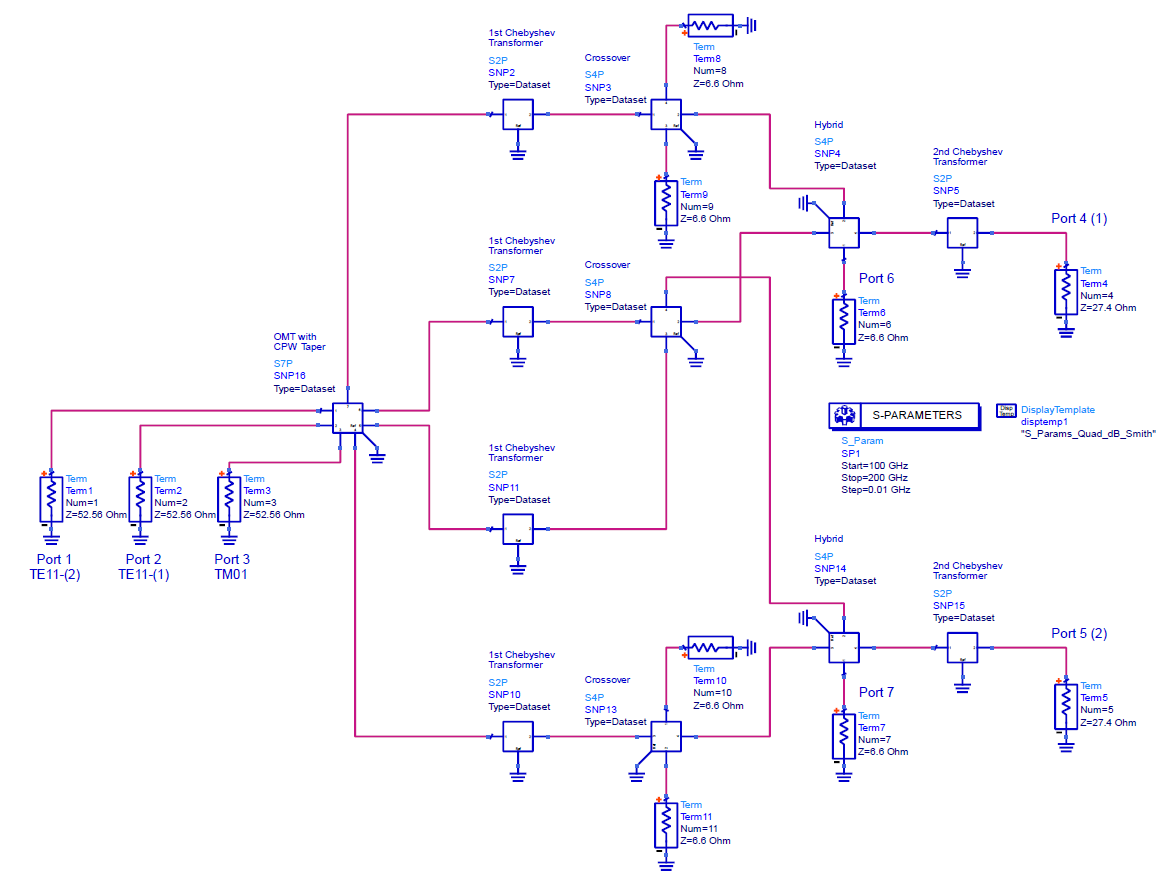 1st Chebyshev
Transformer
S2P
SNP2
Type=Dataset
Crossover
S4P
SNP3
Type=Dataset
Term
Term8
Num=8
Z=6.6 Ohm
Term
Term9
Num=9
Z=6.6 Ohm
Hybrid
S4P
SNP4
Type=Dataset
2nd Chebyshev
Transformer
S2P
SNP5
Type=Dataset
Port 4 (1)
Term
Term4
Num=4
Z=27.4 Ohm
Port 6
Term
Term6
Num=6
Z=6.6 Ohm
1st Chebyshev
Transformer
S2P
SNP7
Type=Dataset
Crossover
S4P
SNP8
Type=Dataset
OMT with
CPW Taper
S7P
SNP16
Type=Dataset
Term
Term1
Num=1
Z=52.56 Ohm
Port 1
TE11-(2)
Term
Term2
Num=2
Z=52.56 Ohm
Port 2
TE11-(1)
Term
Term3
Num=3
Z=52.56 Ohm
Port 3
TM01
S-PARAMETERS
S_Param
SP1
Start=100 GHz
Stop=200 GHz
Step=0.01 GHz
Disp
Temp
DisplayTemplate
disptemp1
"S_Params_Quad_dB_Smith"
1st Chebyshev
Transformer
S2P
SNP11
Type=Dataset
Hybrid
S4P
SNP14
Type=Dataset
2nd Chebyshev
Transformer
S2P
SNP15
Type=Dataset
Port 5 (2)
Term
Term5
Num=5
Z=27.4 Ohm
Port 7
Term
Term7
Num=7
Z=6.6 Ohm
1st Chebyshev
Transformer
S2P
SNP10
Type=Dataset
Crossover
S4P
SNP13
Type=Dataset
Term
Term10
Num=10
Z=6.6 Ohm
Term
Term11
Num=11
Z=6.6 Ohm